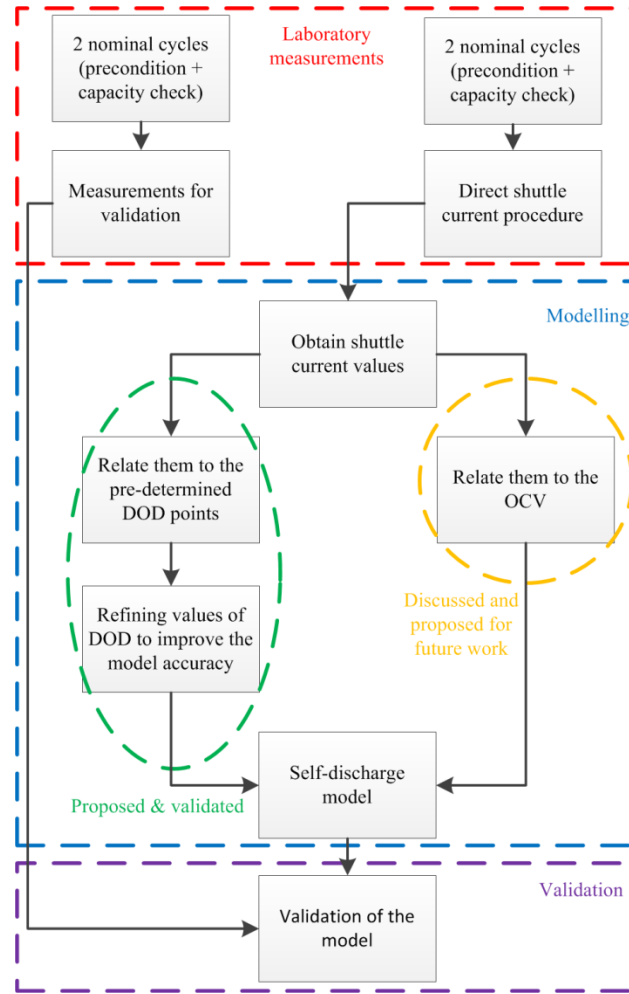 2 nominal cycles
(precondition +
capacity check)
Laboratory
measurements
2 nominal cycles
(precondition +
capacity check)
Measurements for
validation
Direct shuttle
current procedure
Modelling
Obtain shuttle
current values
Relate them to the
pre-determined
DOD points
Relate them to the
OCV
Refining values of
DOD to improve the
model accuracy
Discussed and
proposed for
future work
Self-discharge
model
Proposed & validated
Validation
Validation of the
model